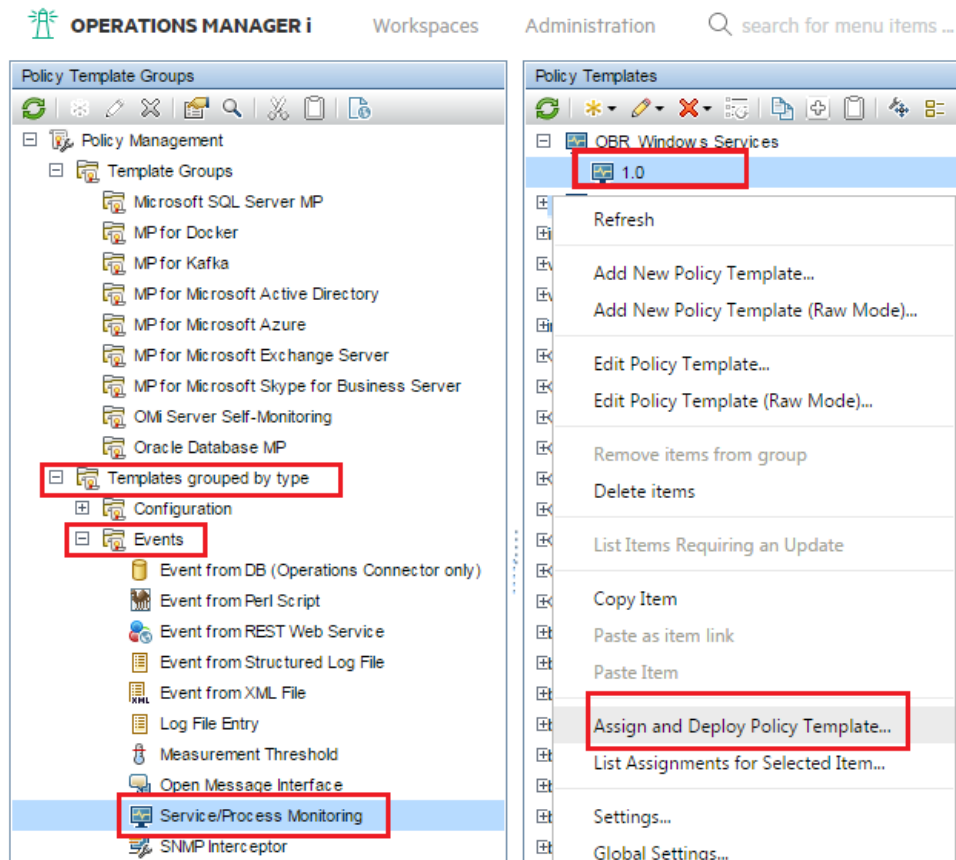 OPERATIONS MANAGER i Workspaces Administration search for menu items ...
Policy Template Groups
Policy Management
Template Groups
Microsoft SQL Server MP
MP for Docker
MP for Kafka
MP for Microsoft Active Directory
MP for Microsoft Azure
MP for Microsoft Exchange Server
MP for Microsoft Skype for Business Server
OMi Server Self-Monitoring
Oracle Database MP
Templates grouped by type
Configuration
Events
Event from DB (Operations Connector only)
Event from Perl Script
Event from REST Web Service
Event from Structured Log File
Event from XML File
Log File Entry
Measurement Threshold
Open Message Interface
Service/Process Monitoring
SNMP Interceptor
Policy Templates
OBR Windows Services
1.0
Refresh
Add New Policy Template...
Add New Policy Template (Raw Mode)...
Edit Policy Template...
Edit Policy Template (Raw Mode)...
Remove items from group
Delete items
List Items Requiring an Update
Copy Item
Paste as item link
Paste Item
Assign and Deploy Policy Template...
List Assignments for Selected Item...
Settings...
Global Settings...